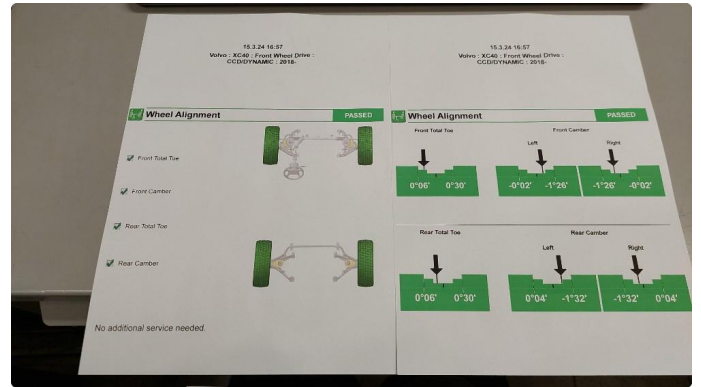 15.3.24 16:57
Volvo : XC40 : Front Wheel Drive :
CCD/DYNAMIC : 2018-
Wheel Alignment PASSED
Front Total Toe
Front Camber
Rear Total Toe
Rear Camber
No additional service needed.
15.3.24 16:57
Volvo : XC40 : Front Wheel Drive :
CCD/DYNAMIC : 2018-
Wheel Alignment PASSED
Front Total Toe Front Camber
Left Right
0°06' 0°30' -0°02' -1°26' -1°26' -0°02'
Rear Total Toe Rear Camber
Left Right
0°06' 0°30' 0°04' -1°32' -1°32' 0°04'